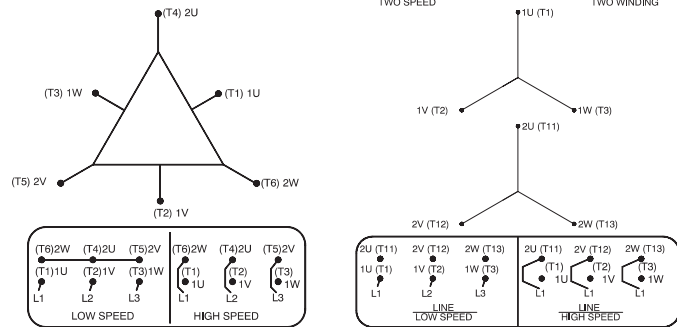 (T4) 2U
(T3) 1W
(T1) 1U
(T5) 2V
(T6) 2W
(T2) 1V
(T6)2W (T4)2U (T5)2V
(T1)1U (T2)1V (T3)1W
L1 L2 L3
LOW SPEED
(T6)2W (T4)2U (T5)2V
(T1) (T2) (T3)
1U 1V 1W
L1 L2 L3
HIGH SPEED
TWO SPEED TWO WINDING
1U (T1)
1V (T2) 1W (T3)
2U (T11)
2V (T12) 2W (T13)
2U (T11) 2V (T12) 2W (T13)
1U (T1) 1V (T2) 1W (T3)
L1 L2 L3
LINE
LOW SPEED
2U (T11) 2V (T12) 2W (T13)
(T1) (T2) (T3)
1U 1V 1W
L1 L1 L1
LINE
HIGH SPEED